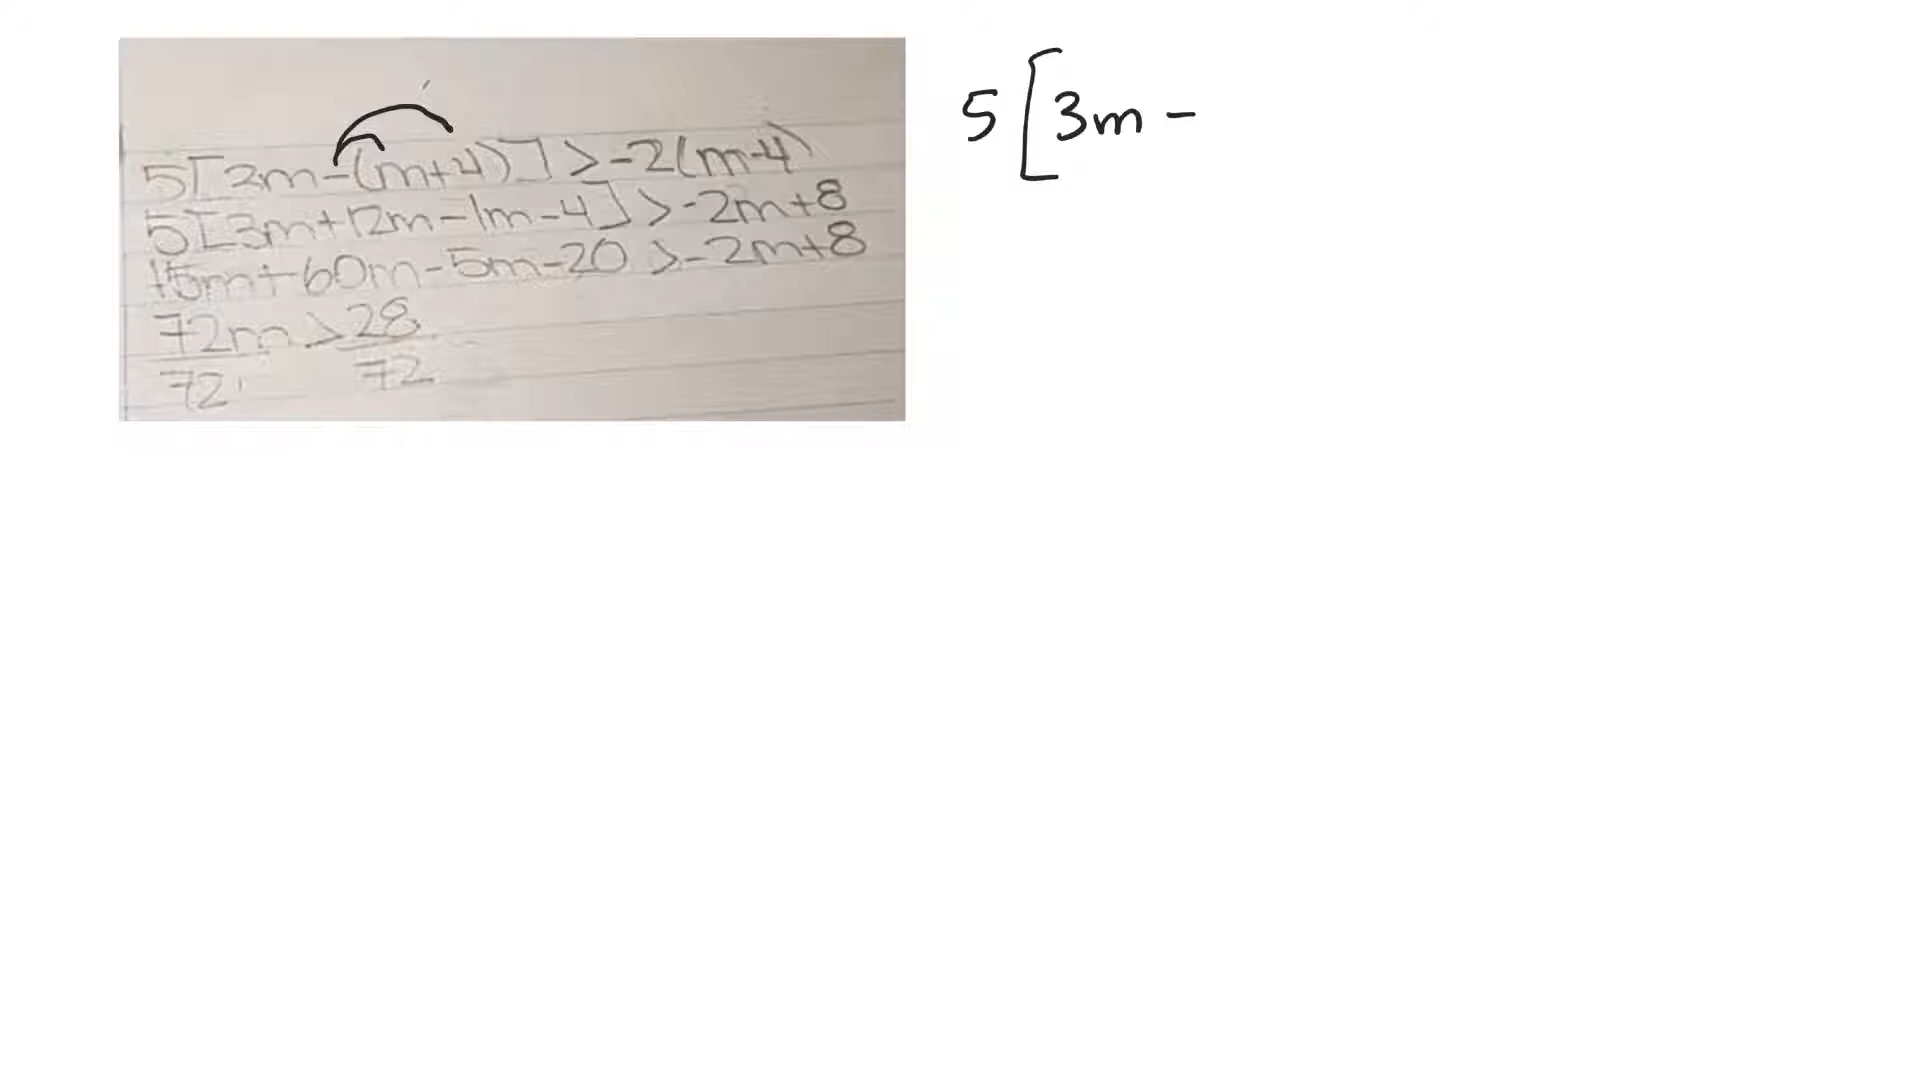 5[3m-(m+4)]>-2(m-4)
5[3m+12m-1m-4]>-2m+8
15m+60m-5m-20>-2m+8
72m>28
72 72
5[3m-